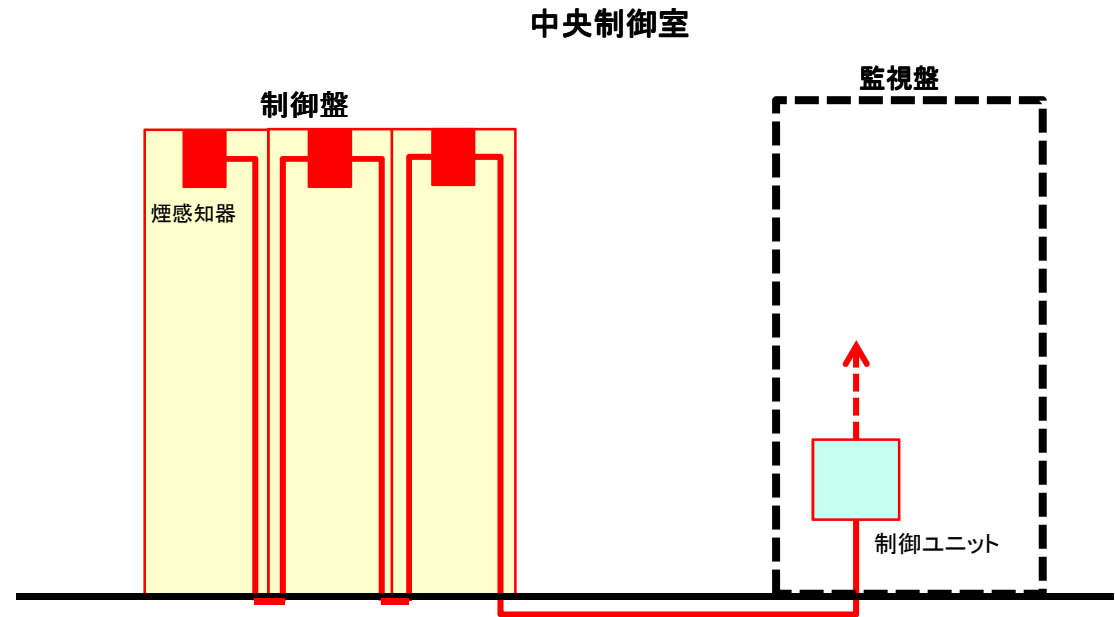 中央制御室
監視盤
制御盤
煙感知器
制御ユニット